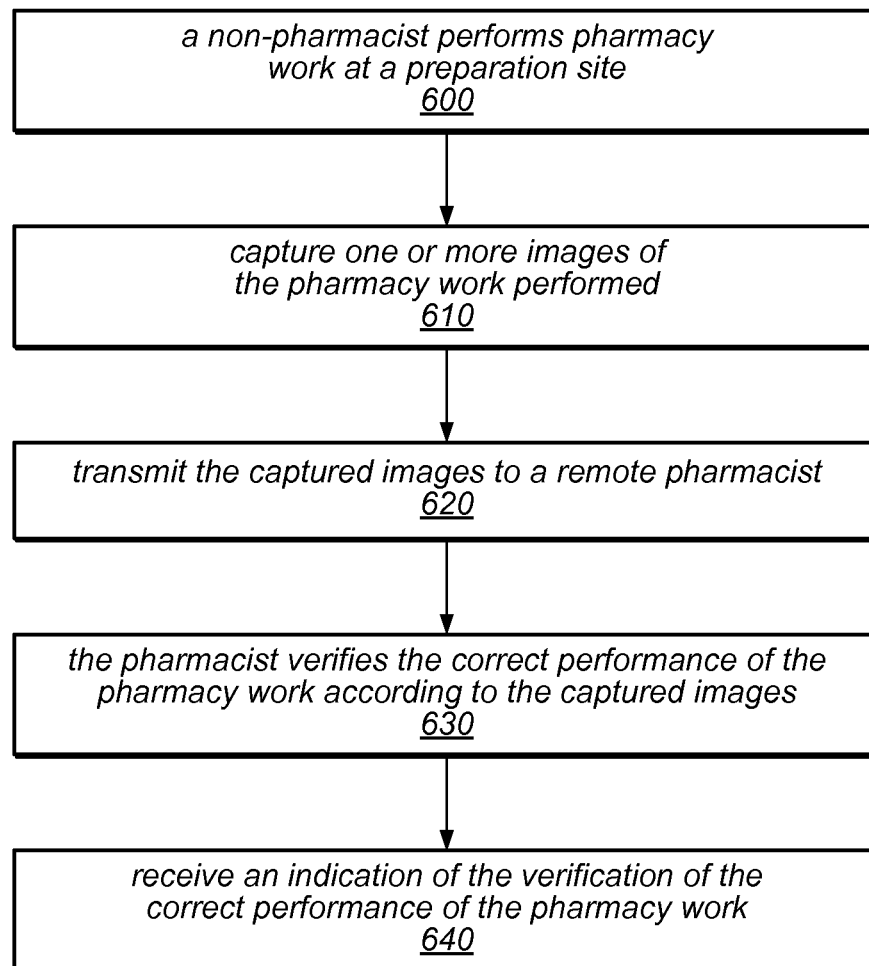 a non-pharmacist performs pharmacy
work at a preparation site
600
capture one or more images of
the pharmacy work performed
610
transmit the captured images to a remote pharmacist
620
the pharmacist verifies the correct performance of the
pharmacy work according to the captured images
630
receive an indication of the verification of the
correct performance of the pharmacy work
640